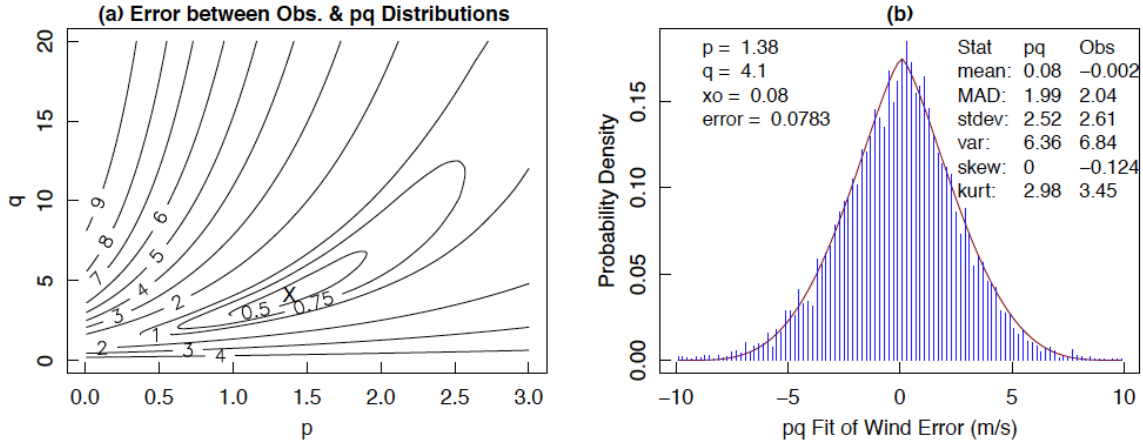 (a) Error between Obs. & pq Distributions
20
15
10
5
0
q
9
8
7
6
5
4
3
2
1
0.5
0.75
X
2
3
4
0.0 0.5 1.0 1.5 2.0 2.5 3.0
p
(b)
p = 1.38
q = 4.1
xo = 0.08
error = 0.0783
Stat pq Obs
mean: 0.08 −0.002
MAD: 1.99 2.04
stdev: 2.52 2.61
var: 6.36 6.84
skew: 0 −0.124
kurt: 2.98 3.45
0.15
0.10
0.05
0.00
Probability Density
−10 −5 0 5 10
pq Fit of Wind Error (m/s)